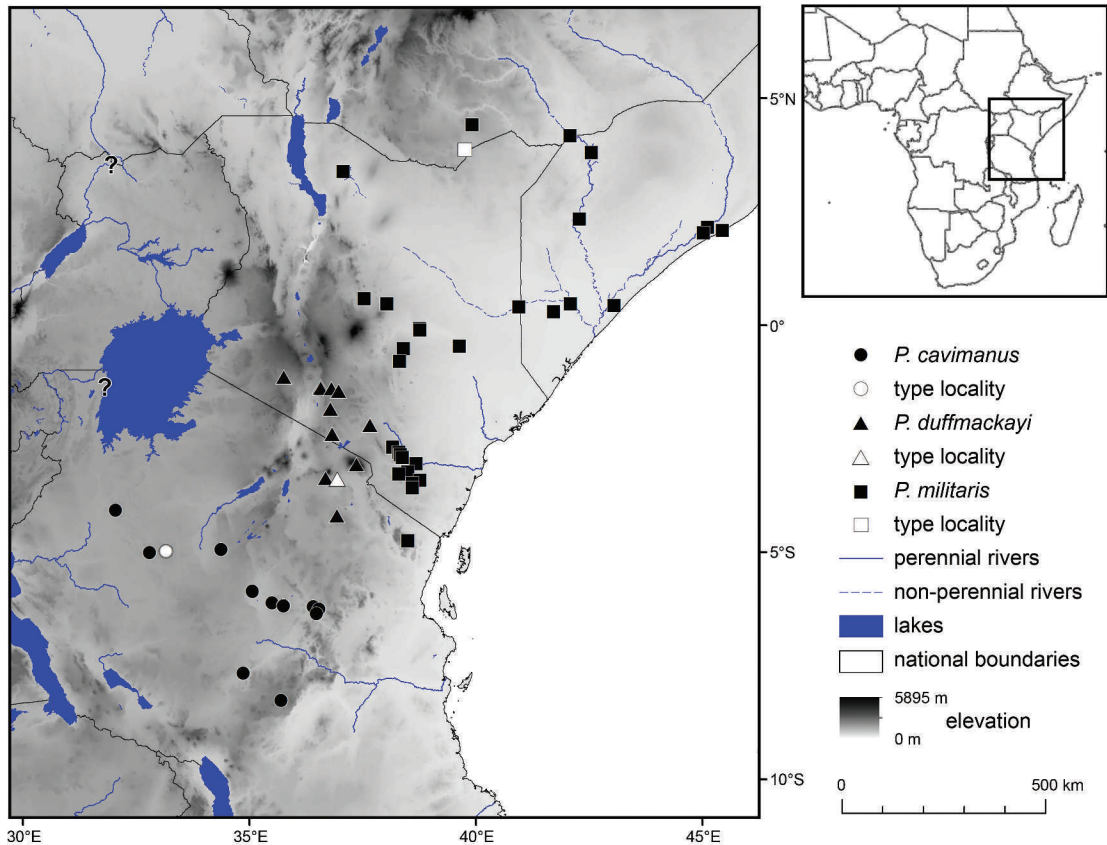 ?
?
5°N
0°
5°S
10°S
30°E 35°E 40°E 45°E
P. cavimanus
type locality
P. duffmackayi
type locality
P. militaris
type locality
perennial rivers
non-perennial rivers
lakes
national boundaries
5895 m
elevation
0 m
0 500 km